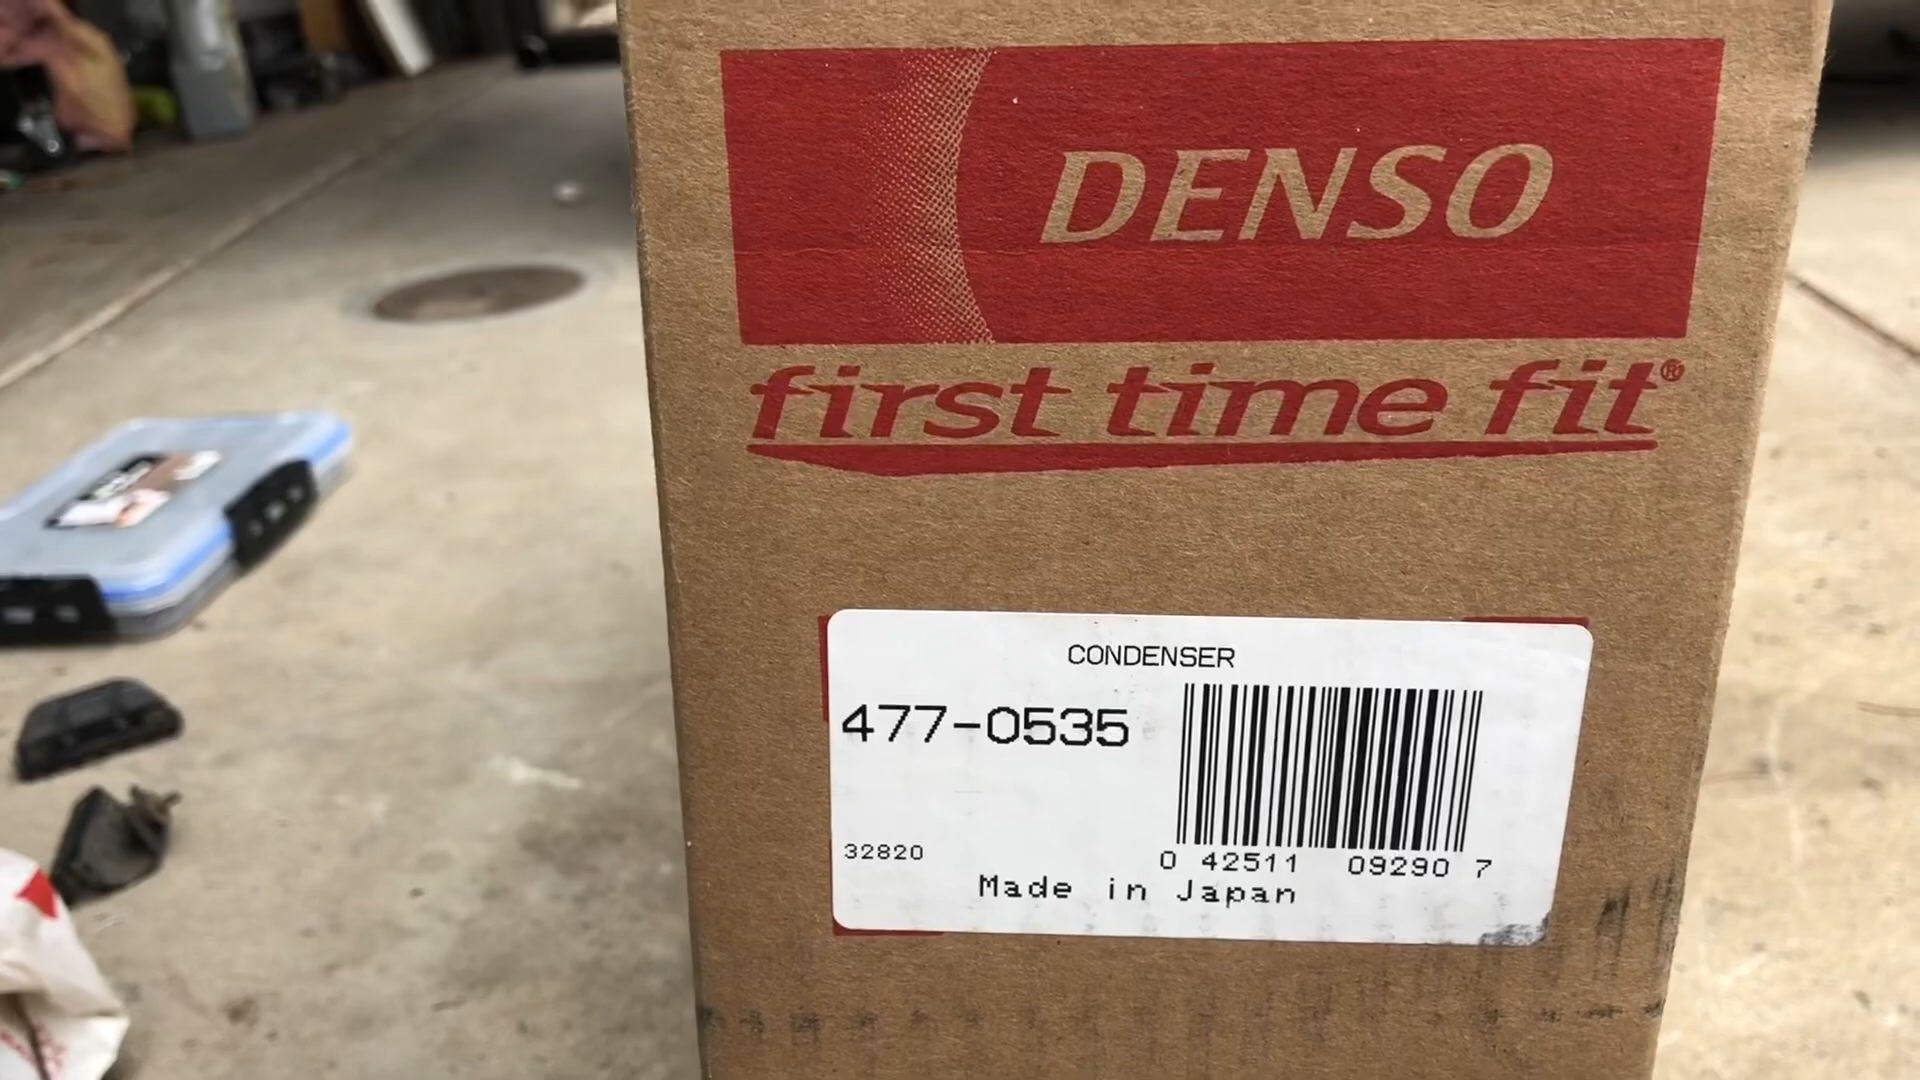 DENSO
first time fit®
CONDENSER
477-0535
32820
0 42511 09290 7
Made in Japan